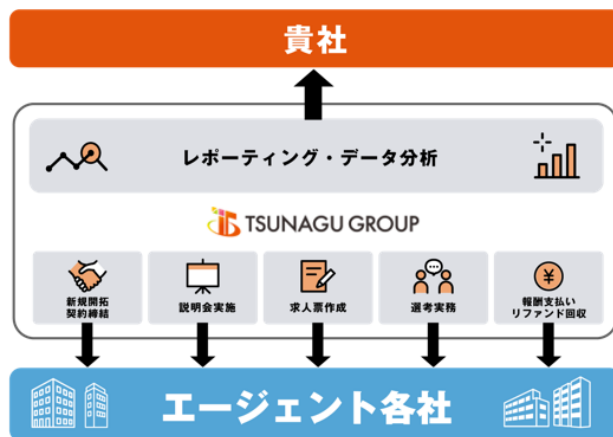 貴社
レポーティング・データ分析
TSUNAGU GROUP
新規開拓
契約締結
説明会実施
求人票作成
選考実務
¥
報酬支払い
リファンド回収
エージェント各社